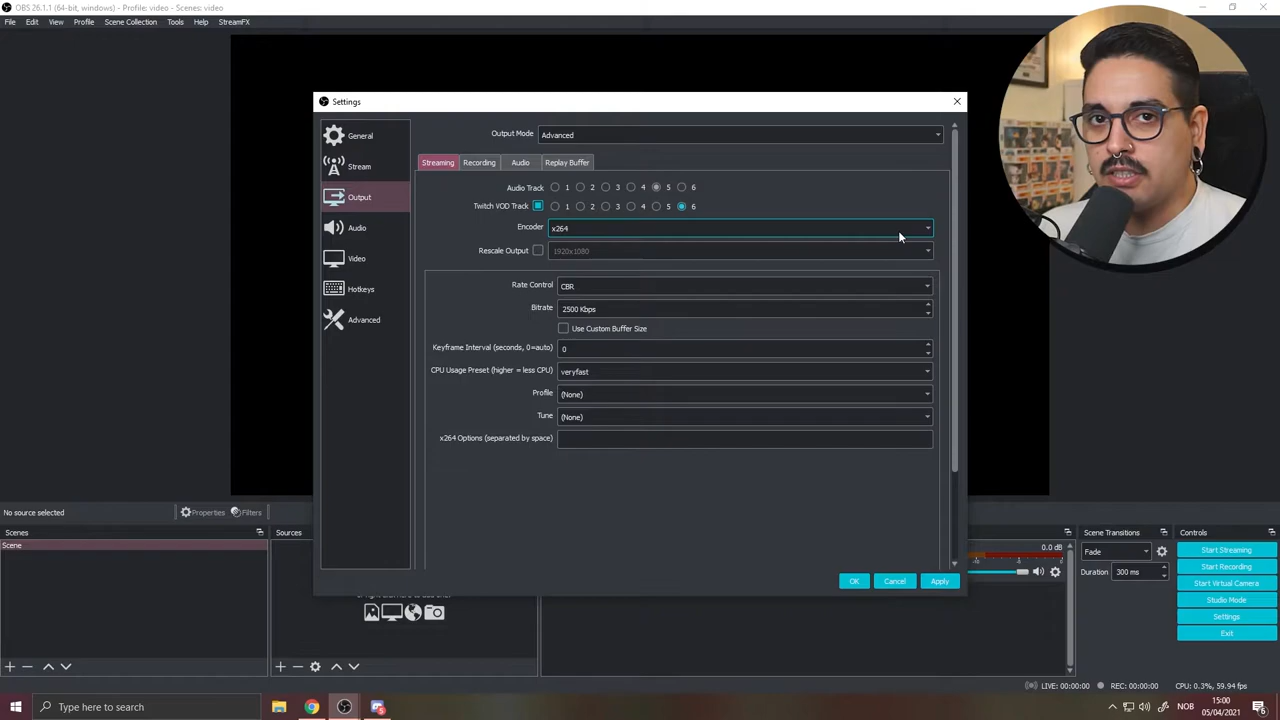 OBS 26.1.1 (64-bit, windows) - Profile: video - Scenes: video
File Edit View Profile Scene Collection Tools Help StreamFX
Settings
General
Stream
Output
Audio
Video
Hotkeys
Advanced
Output Mode Advanced
Streaming Recording Audio Replay Buffer
Audio Track 1 2 3 4 5 6
Twitch VOD Track 1 2 3 4 5 6
Encoder x264
Rescale Output 1920x1080
Rate Control CBR
Bitrate 2500 Kbps
Use Custom Buffer Size
Keyframe Interval (seconds, 0=auto) 0
CPU Usage Preset (higher = less CPU) veryfast
Profile (None)
Tune (None)
x264 Options (separated by space)
OK Cancel Apply
No source selected Properties Filters
Scenes Sources Scene Transitions Controls
Scene
0.0 dB
Fade
Duration 300 ms
Start Streaming
Start Recording
Start Virtual Camera
Studio Mode
Settings
Exit
LIVE: 00:00:00 REC: 00:00:00 CPU: 0.3%, 59.94 fps
Type here to search
NOB
15:00
05/04/2021
6